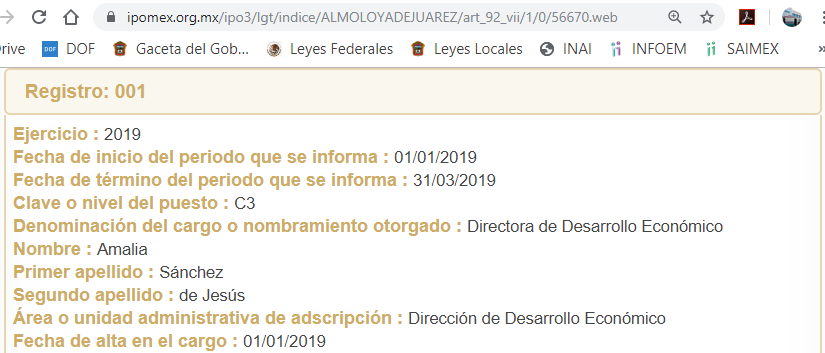 ipomex.org.mx/ipo3/lgt/indice/ALMOLOYADEJUAREZ/art_92_vii/1/0/56670.web
Drive DOF Gaceta del Gob... Leyes Federales Leyes Locales INAI INFOEM SAIMEX »
Registro: 001
Ejercicio : 2019
Fecha de inicio del periodo que se informa : 01/01/2019
Fecha de término del periodo que se informa : 31/03/2019
Clave o nivel del puesto : C3
Denominación del cargo o nombramiento otorgado : Directora de Desarrollo Económico
Nombre : Amalia
Primer apellido : Sánchez
Segundo apellido : de Jesús
Área o unidad administrativa de adscripción : Dirección de Desarrollo Económico
Fecha de alta en el cargo : 01/01/2019